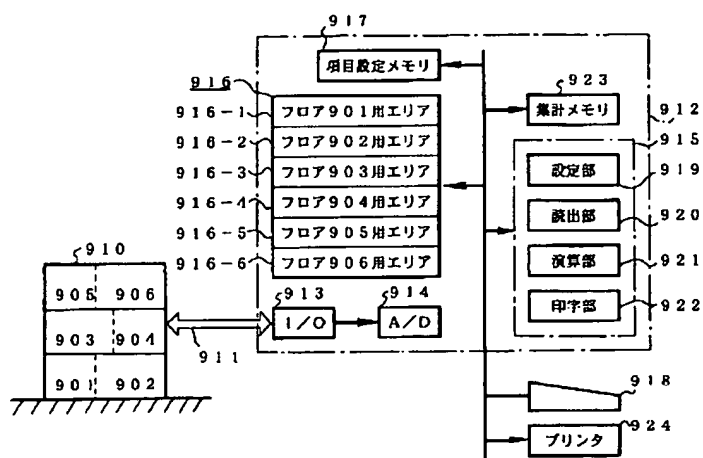 917
項目設定メモリ
916
923
集計メモリ
912
916-1 フロア901用エリア
915
916-2 フロア902用エリア
916-3 フロア903用エリア
設定部
919
916-4 フロア904用エリア
読出部
920
916-5 フロア905用エリア
演算部
921
916-6 フロア906用エリア
印字部
922
910
905 906
903 904
901 902
911
913
I/O
914
A/D
918
924
プリンタ